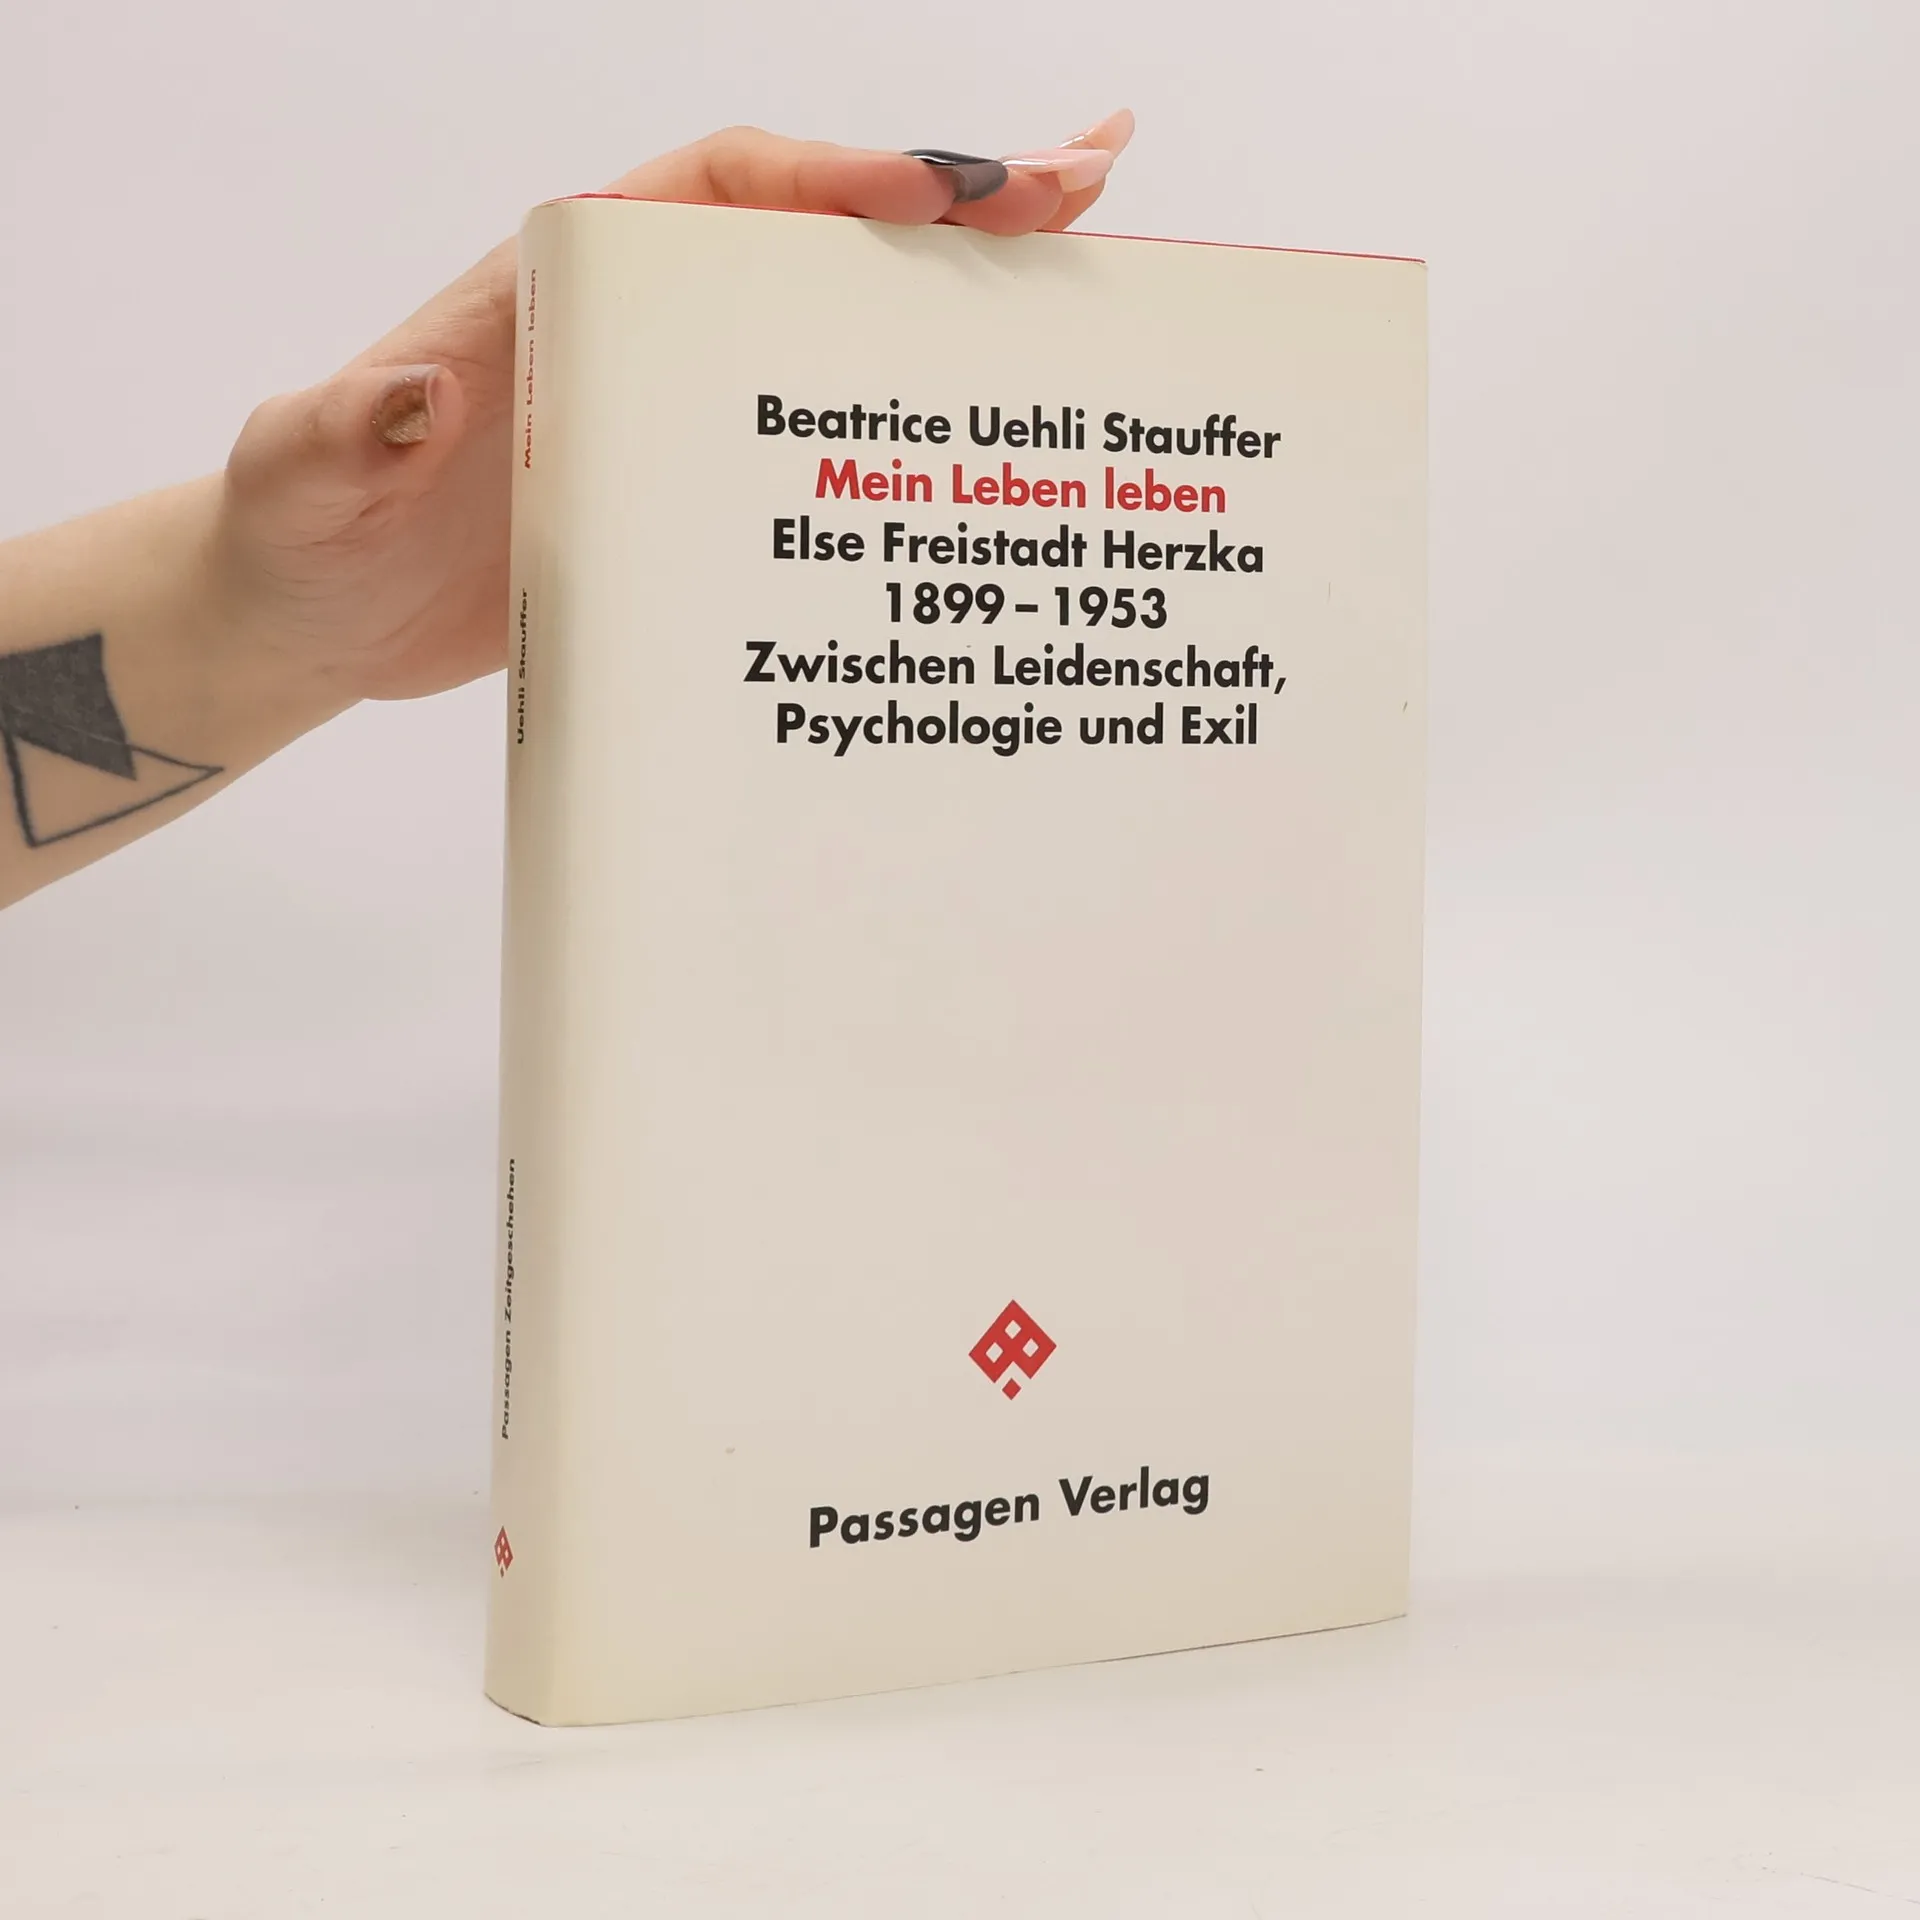 Beatrice Uehli Stauffer
Mein Leben leben
Else Freistadt Herzka
1899 – 1953
Zwischen Leidenschaft,
Psychologie und Exil
Passagen Verlag
Mein Leben leben
Uehli Stauffer
Passagen Zeitgeschehen